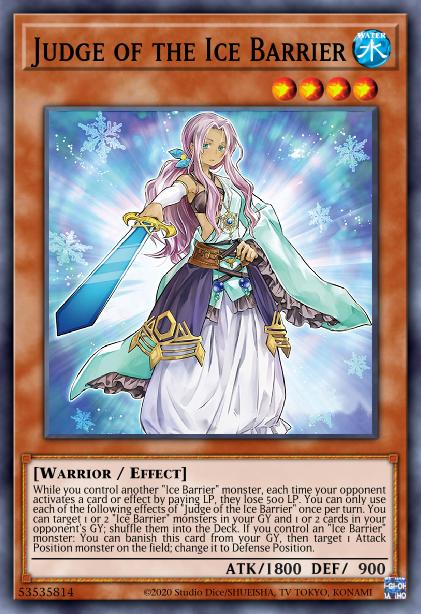 JUDGE OF THE ICE BARRIER
WATER
水
[WARRIOR / EFFECT]
While you control another "Ice Barrier" monster, each time your opponent
activates a card or effect by paying LP, they lose 500 LP. You can only use
each of the following effects of "Judge of the Ice Barrier" once per turn. You
can target 1 or 2 "Ice Barrier" monsters in your GY and 1 or 2 cards in your
opponent's GY; shuffle them into the Deck. If you control an "Ice Barrier"
monster: You can banish this card from your GY, then target 1 Attack
Position monster on the field; change it to Defense Position.
ATK/1800 DEF/ 900
53535814 ©2020 Studio Dice/SHUEISHA, TV TOKYO, KONAMI